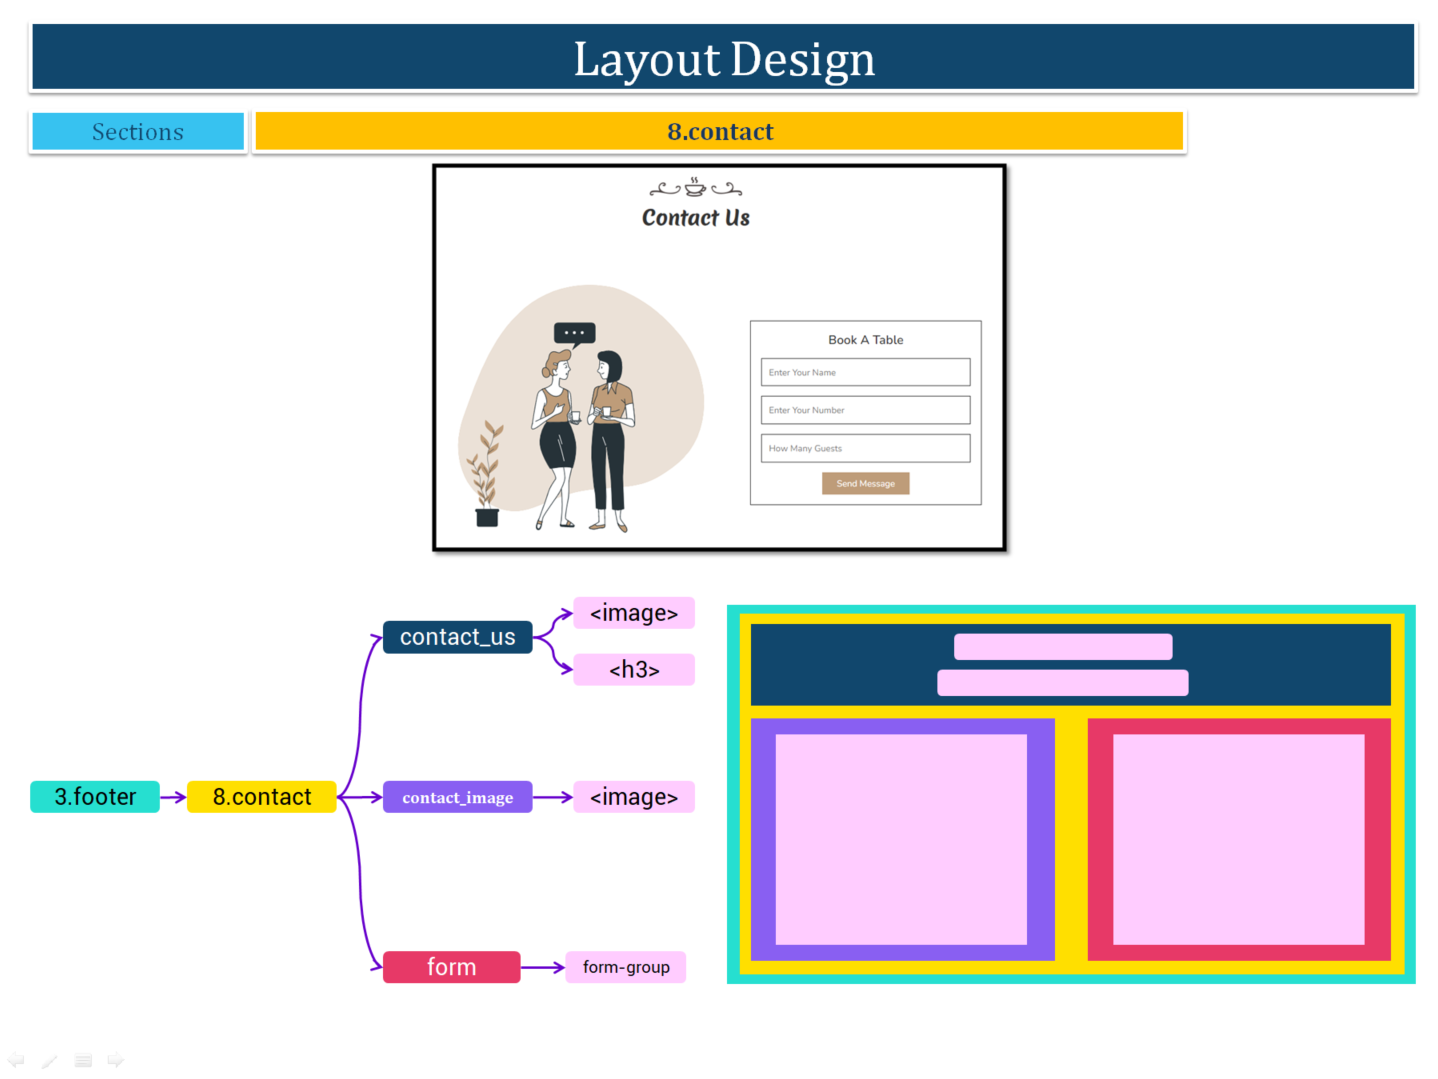 Layout Design
Sections
8.contact
Contact Us
Book A Table
Enter Your Name
Enter Your Number
How Many Guests
Send Message
contact_us
<image>
<h3>
3.footer
8.contact
contact_image
<image>
form
form-group